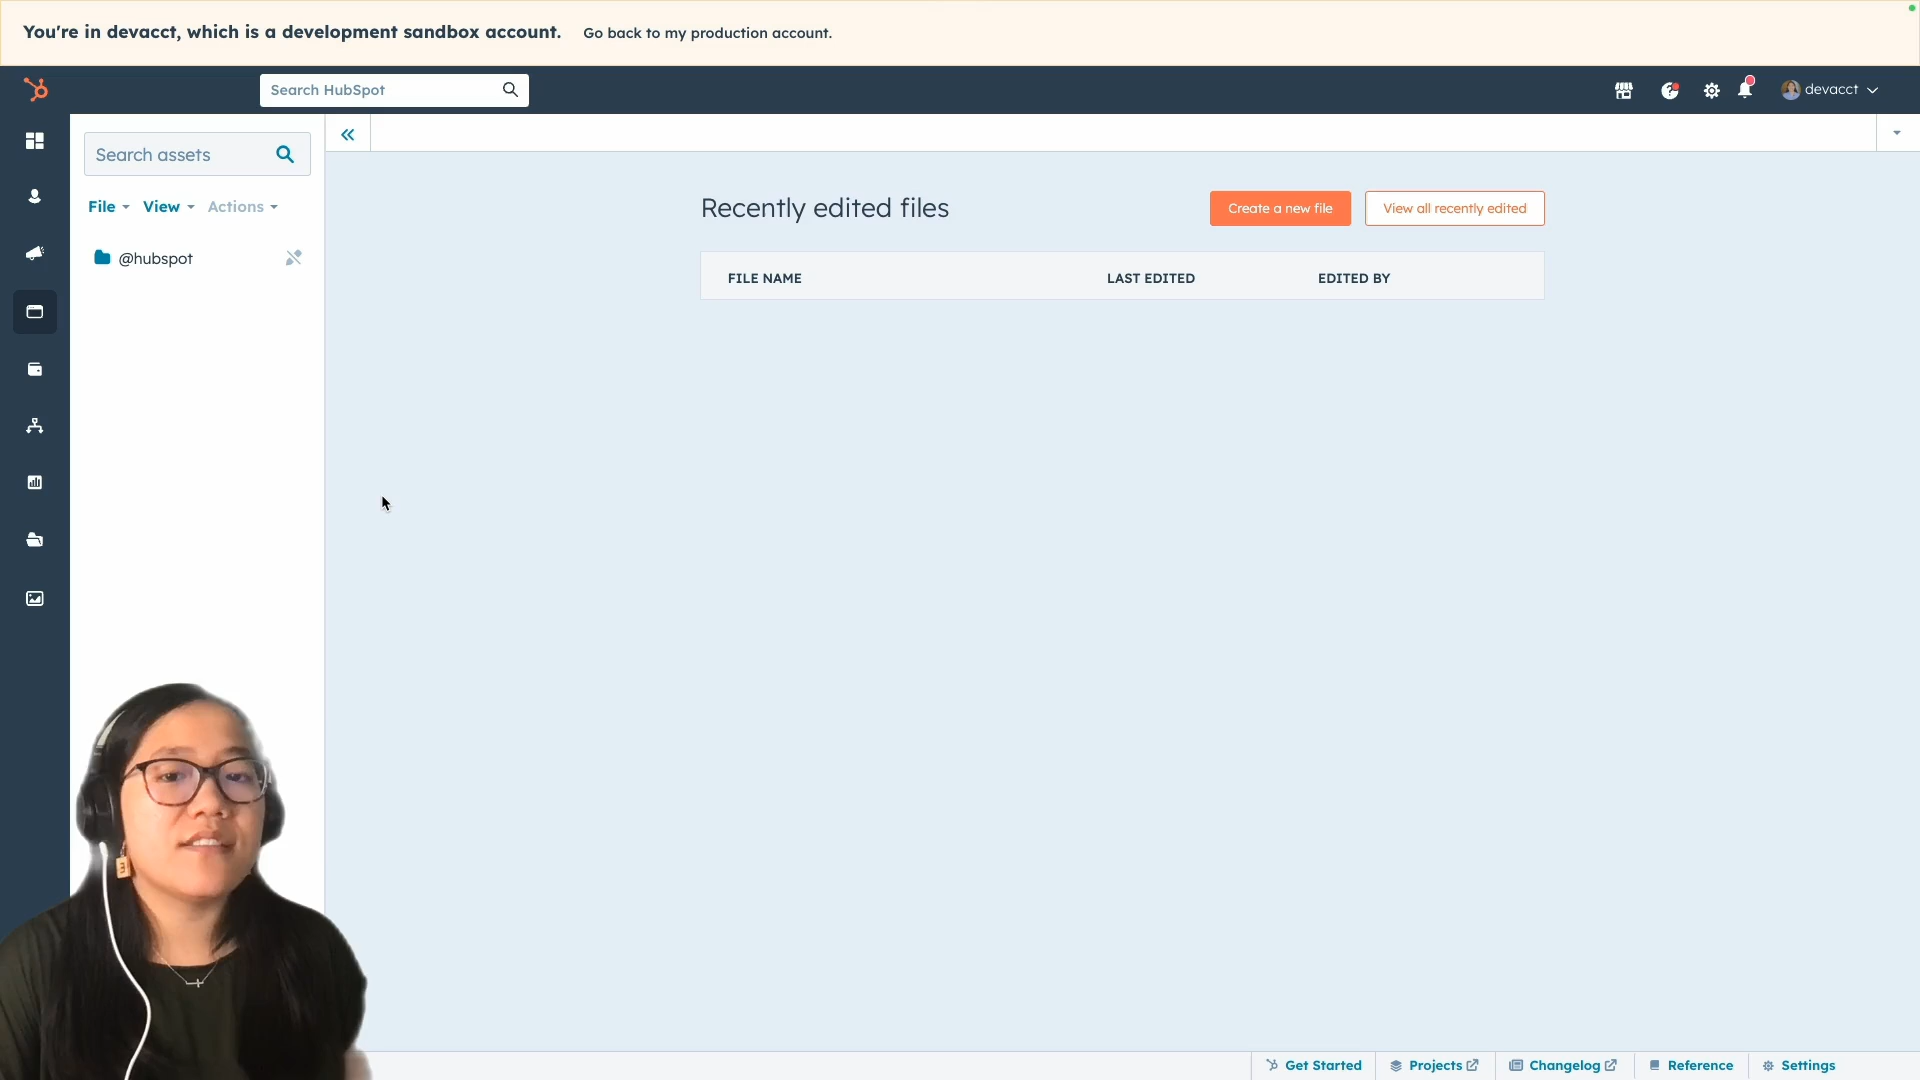 You're in devacct, which is a development sandbox account. Go back to my production account.
Search HubSpot
devacct
Search assets
File View Actions
@hubspot
Recently edited files
Create a new file
View all recently edited
FILE NAME LAST EDITED EDITED BY
Get Started Projects Changelog Reference Settings